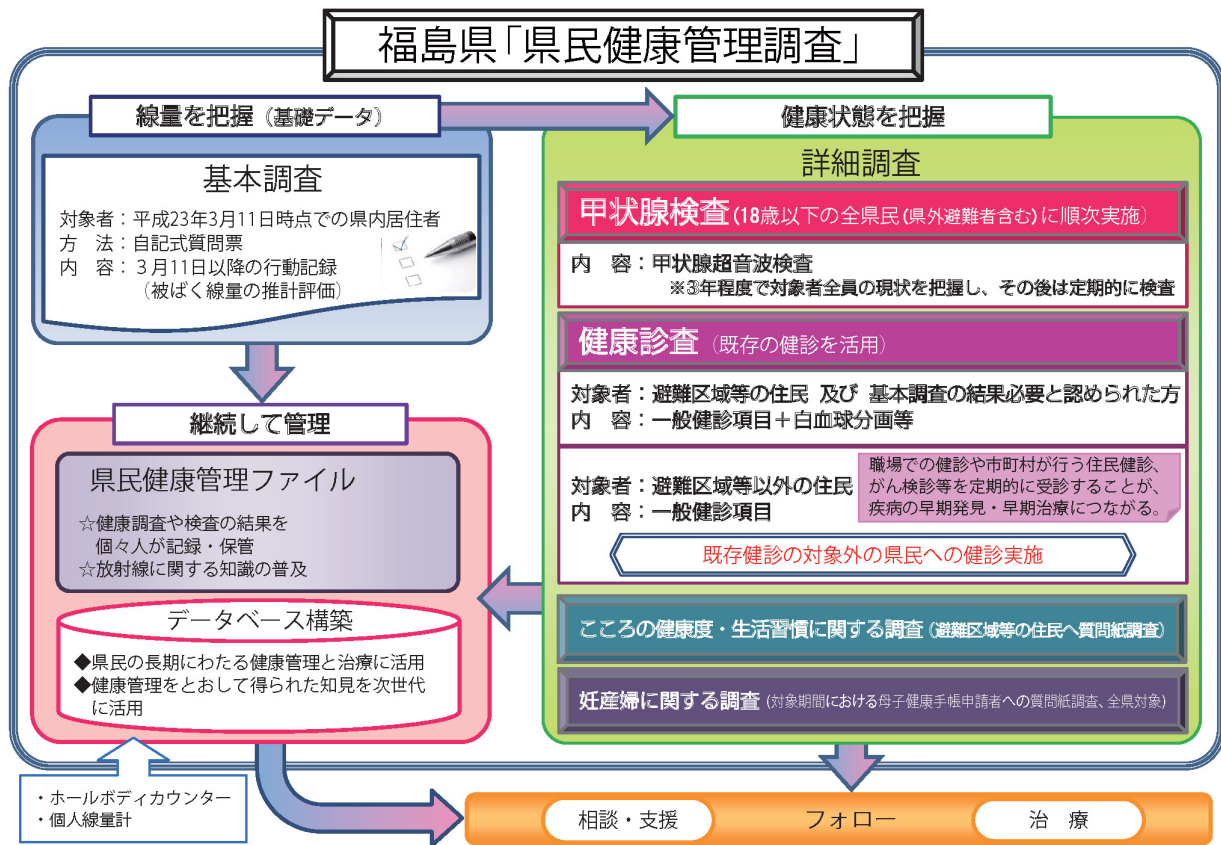 福島県「県民健康管理調査」
線量を把握（基礎データ）
基本調査
対象者：平成23年3月11日時点での県内居住者
方　法：自記式質問票
内　容：３月11日以降の行動記録
（被ばく線量の推計評価）
継続して管理
県民健康管理ファイル
☆健康調査や検査の結果を
個々人が記録・保管
☆放射線に関する知識の普及
データベース構築
◆県民の長期にわたる健康管理と治療に活用
◆健康管理をとおして得られた知見を次世代
に活用
・ホールボディカウンター
・個人線量計
健康状態を把握
詳細調査
甲状腺検査(18歳以下の全県民(県外避難者含む)に順次実施)
内　容：甲状腺超音波検査
※3年程度で対象者全員の現状を把握し、その後は定期的に検査
健康診査（既存の健診を活用）
対象者：避難区域等の住民 及び 基本調査の結果必要と認められた方
内　容：一般健診項目＋白血球分画等
対象者：避難区域等以外の住民
内　容：一般健診項目
職場での健診や市町村が行う住民健診、
がん検診等を定期的に受診することが、
疾病の早期発見・早期治療につながる。
既存健診の対象外の県民への健診実施
こころの健康度・生活習慣に関する調査（避難区域等の住民へ質問紙調査）
妊産婦に関する調査（対象期間における母子健康手帳申請者への質問紙調査、全県対象）
相談・支援
フォロー
治　療